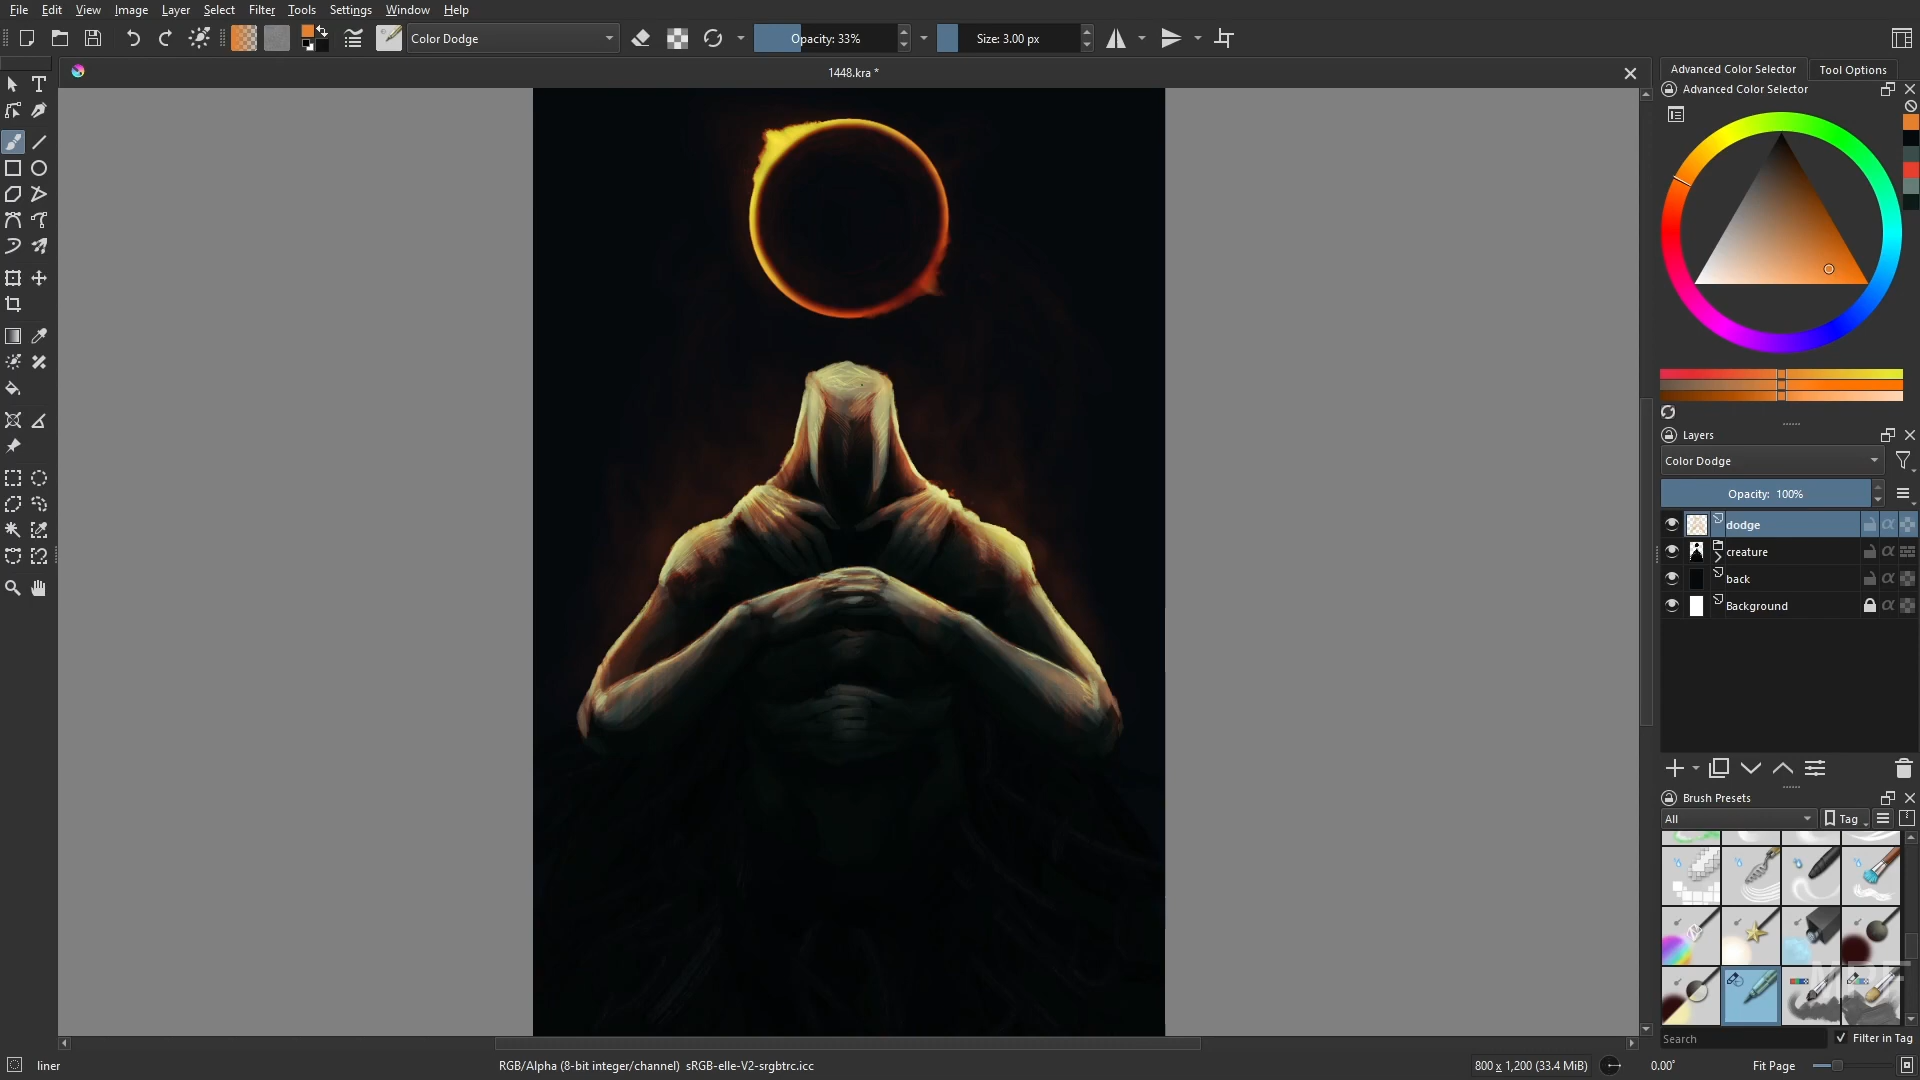 File Edit View Image Layer Select Filter Tools Settings Window Help
Color Dodge
Opacity: 33%
Size: 3.00 px
1448.kra *
Advanced Color Selector
Tool Options
Advanced Color Selector
Layers
Color Dodge
Opacity: 100%
dodge
creature
back
Background
Brush Presets
All
Tag
Search
Filter in Tag
liner
RGB/Alpha (8-bit integer/channel) sRGB-elle-V2-srgbtrc.icc
800 x 1,200 (33.4 MiB)
0.00°
Fit Page